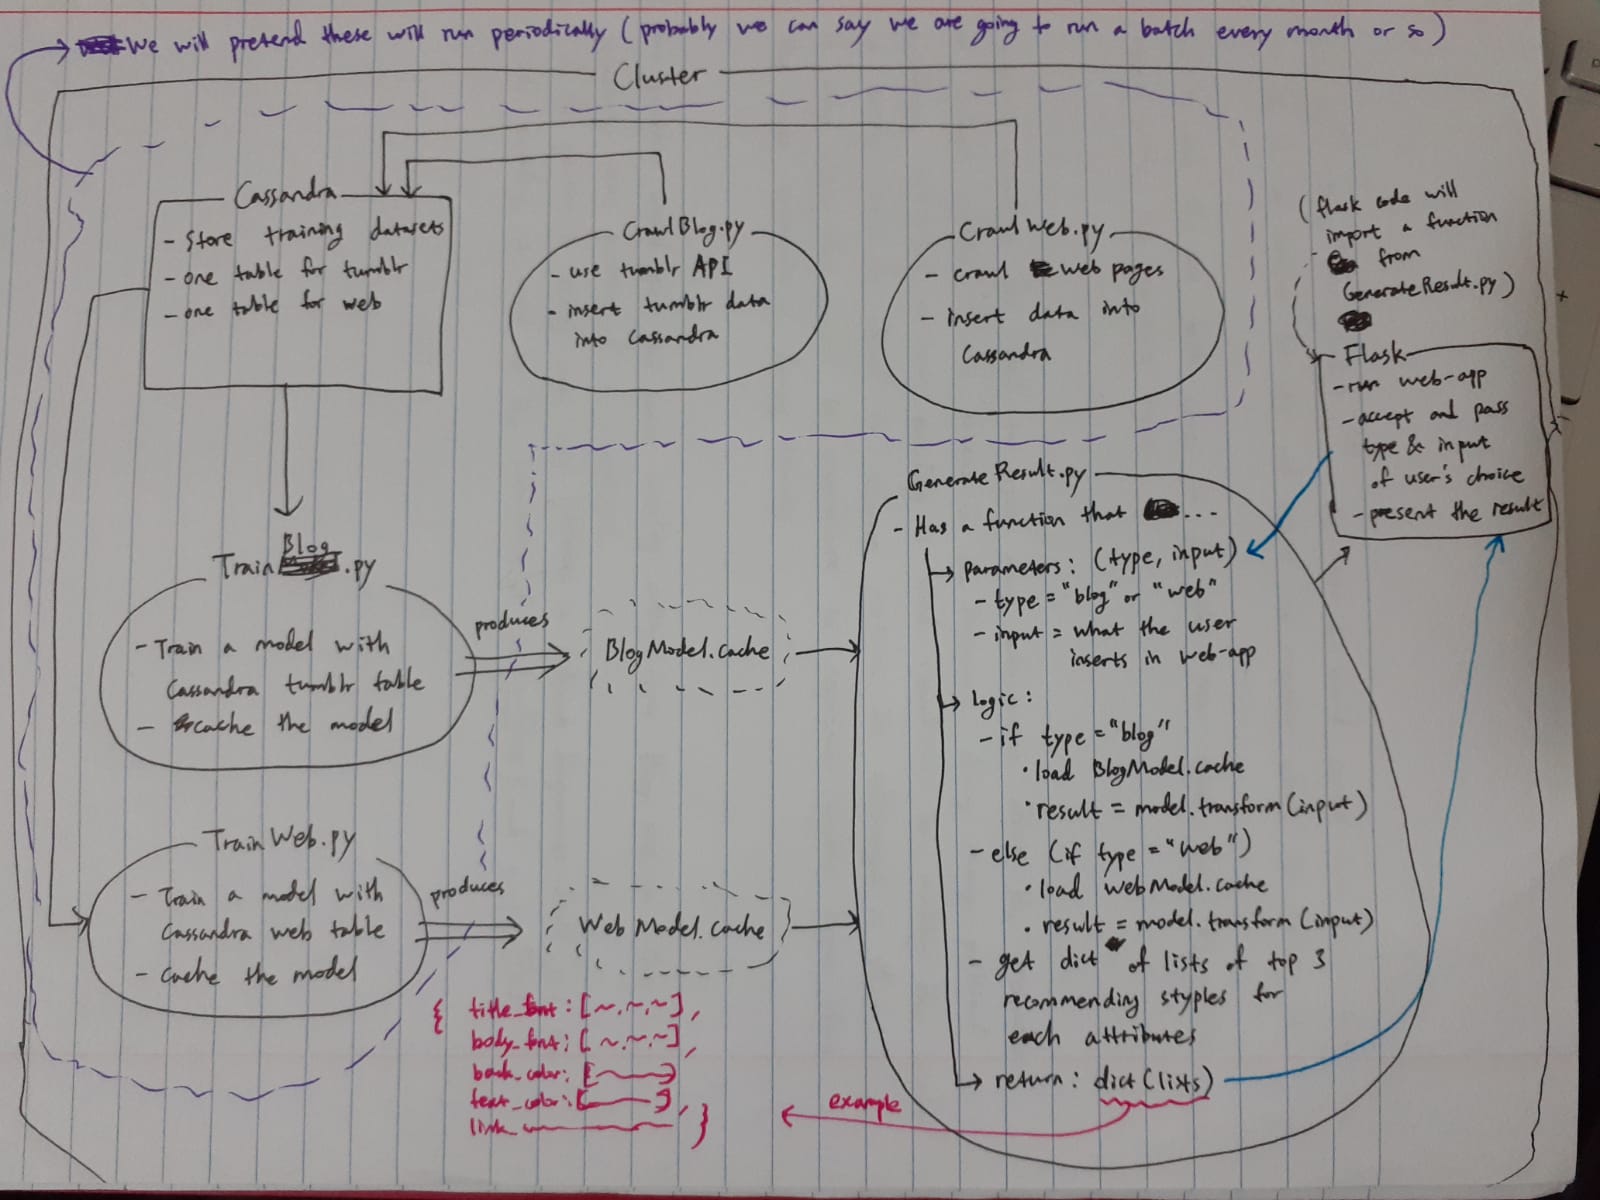 We will pretend these will run periodically (probably we can say we are going to run a batch every month or so)
Cluster
Cassandra
- Store training datasets
- one table for tumblr
- one table for web
CrawlBlog.py
- use tumblr API
- insert tumblr data
into Cassandra
CrawlWeb.py
- crawl web pages
- insert data into
Cassandra
(flask code will
import a function
from
GenerateResult.py)
Flask
- run web-app
- accept and pass
type & input
of user's choice
- present the result
Train Blog.py
- Train a model with
Cassandra tumblr table
- cache the model
produces
BlogModel.cache
TrainWeb.py
- Train a model with
Cassandra web table
- Cache the model
produces
WebModel.cache
GenerateResult.py
- Has a function that ...
parameters: (type, input)
- type = "blog" or "web"
- input = what the user
inserts in web-app
logic:
- if type = "blog"
• load BlogModel.cache
• result = model.transform(input)
- else (if type = "web")
• load WebModel.cache
• result = model.transform(input)
- get dict of lists of top 3
recommending styples for
each attributes
return: dict(lists)
example
{ title_font: [~,~,~],
body_font: [~,~,~],
back_color: [ ]
text_color: [ ],
link_ }